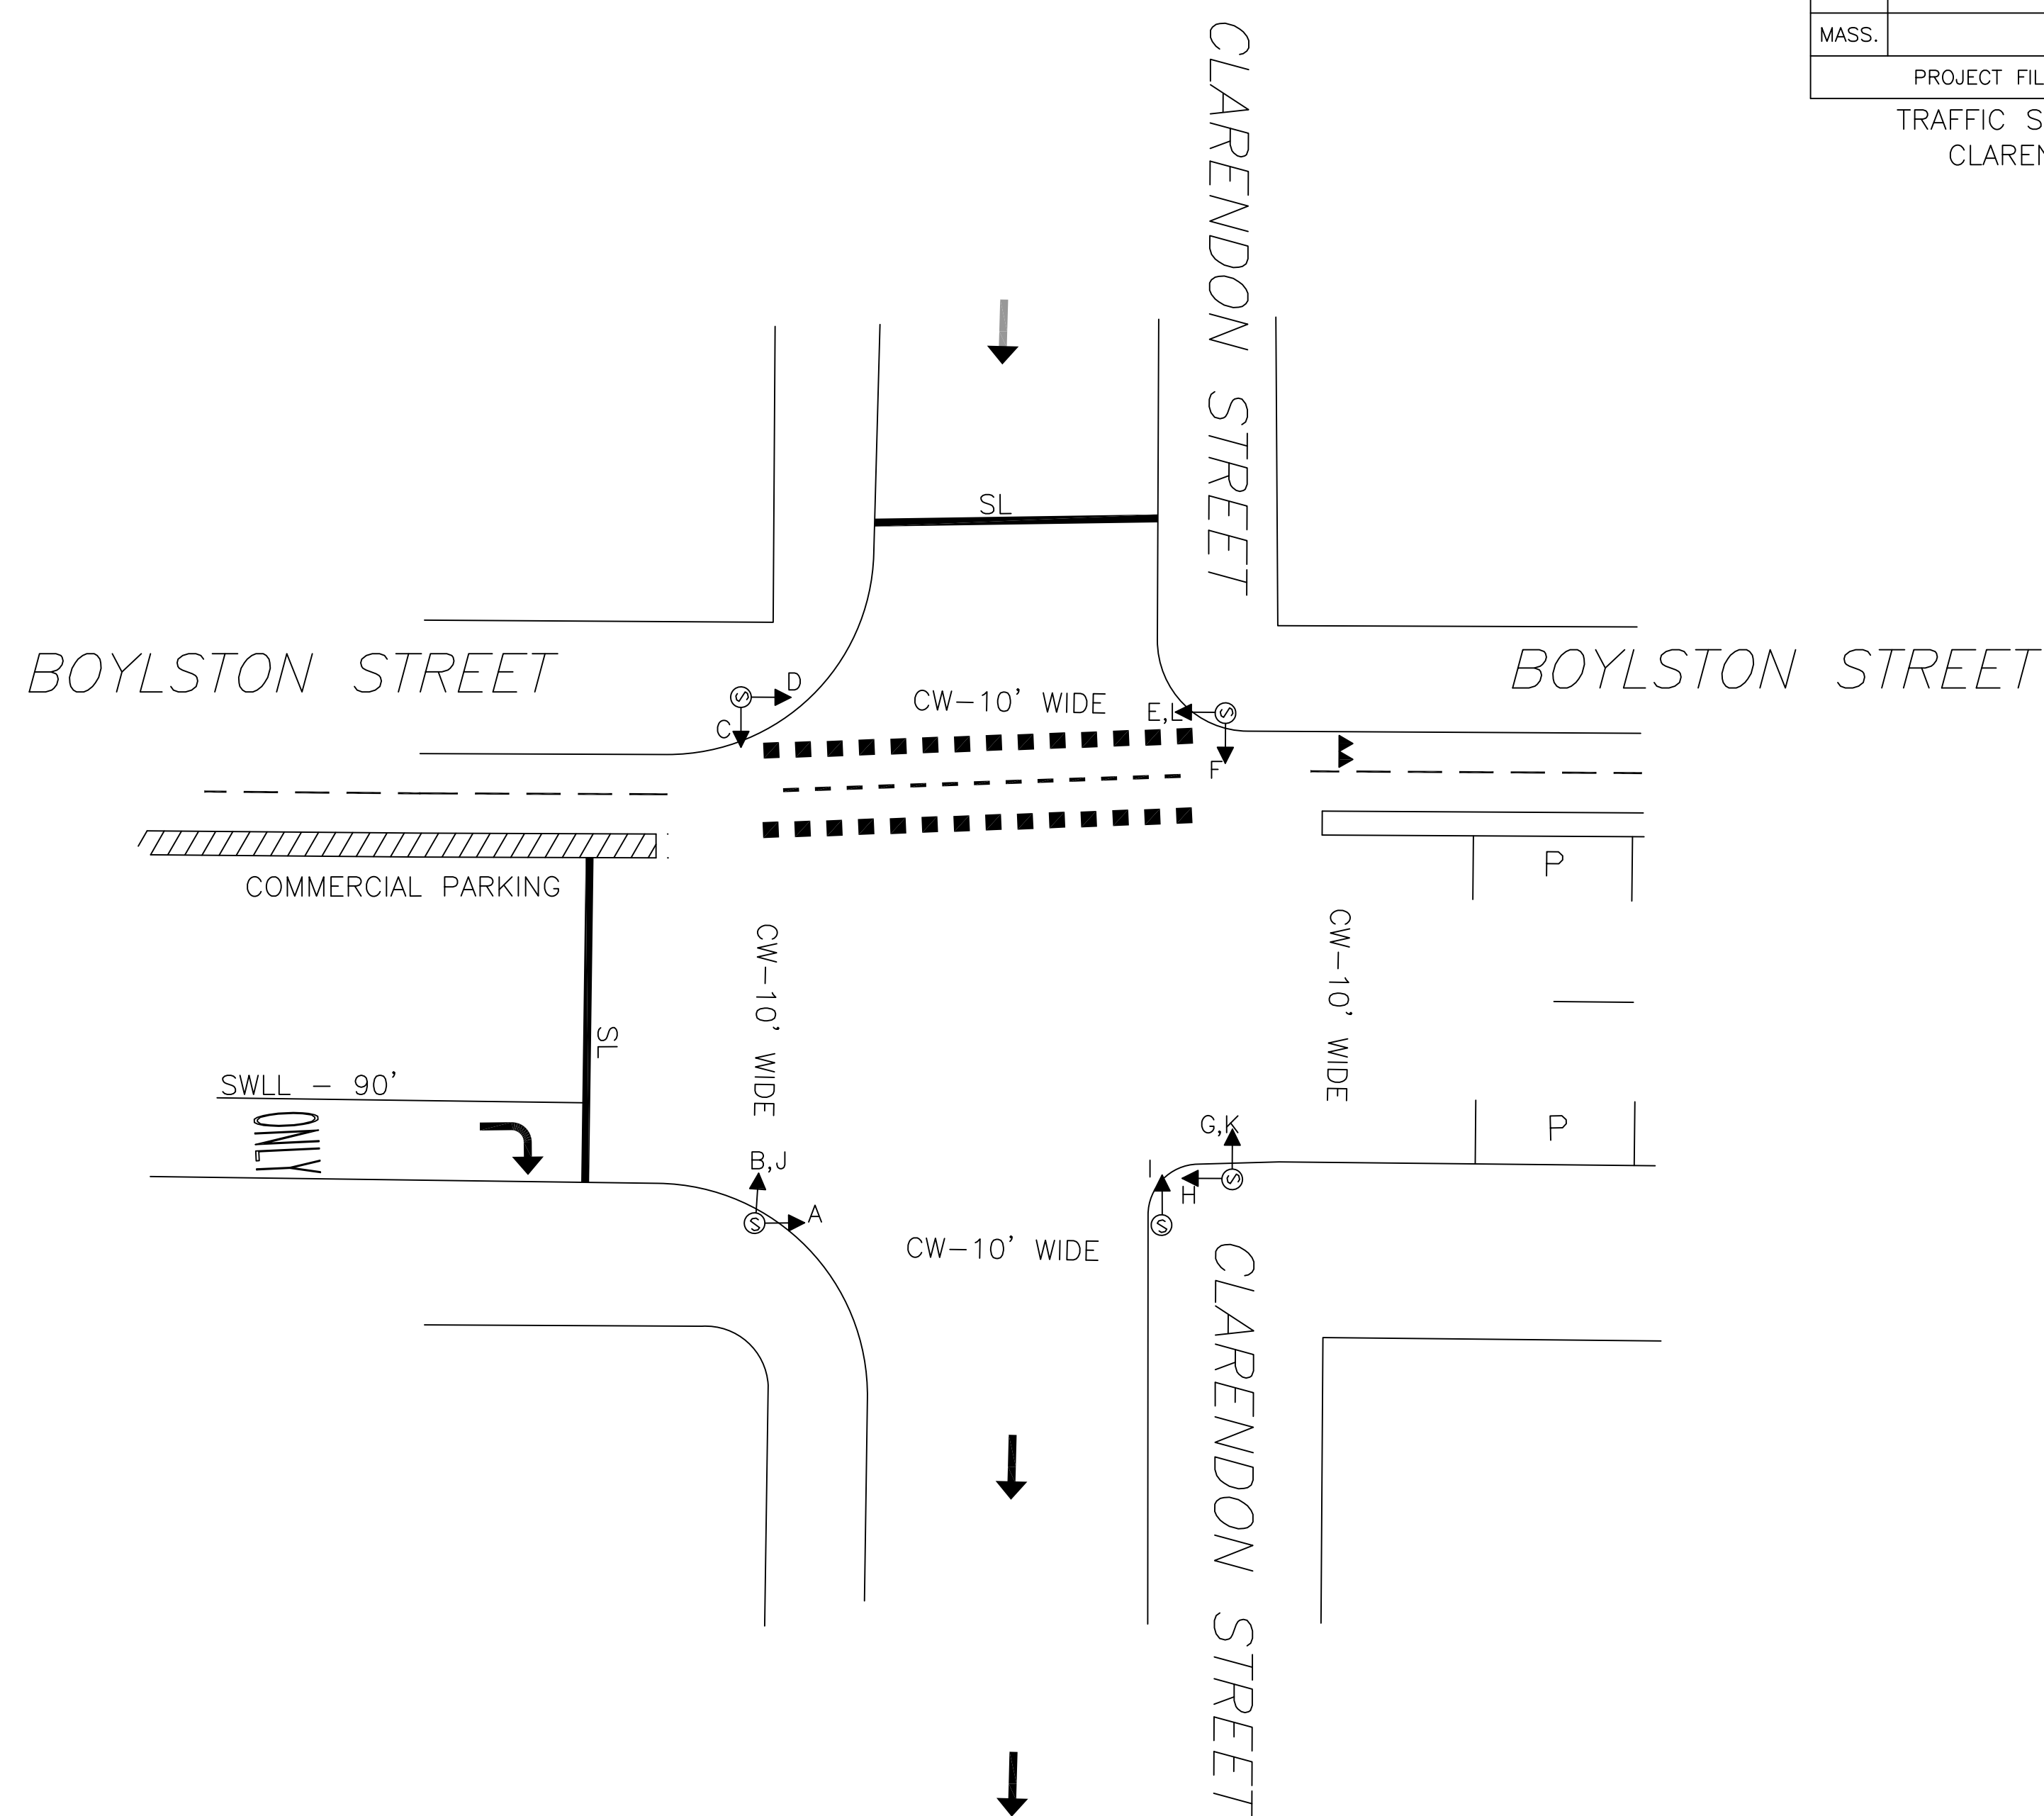 MASS.
PROJECT FIL
TRAFFIC S
CLAREN
CLARENDON STREET
SL
BOYLSTON STREET
BOYLSTON STREET
S
D
C
CW-10' WIDE
E,L
S
F
COMMERCIAL PARKING
P
CW-10' WIDE
CW-10' WIDE
SL
SWLL - 90'
ONLY
B,J
S
A
G,K
I
H
S
S
P
CW-10' WIDE
CLARENDON STREET